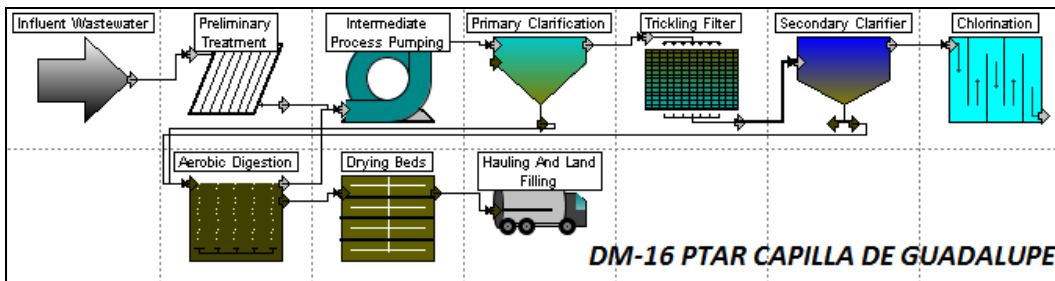 Influent Wastewater
Preliminary
Treatment
Intermediate
Process Pumping
Primary Clarification
Trickling Filter
Secondary Clarifier
Chlorination
Aerobic Digestion
Drying Beds
Hauling And Land
Filling
DM-16 PTAR CAPILLA DE GUADALUPE